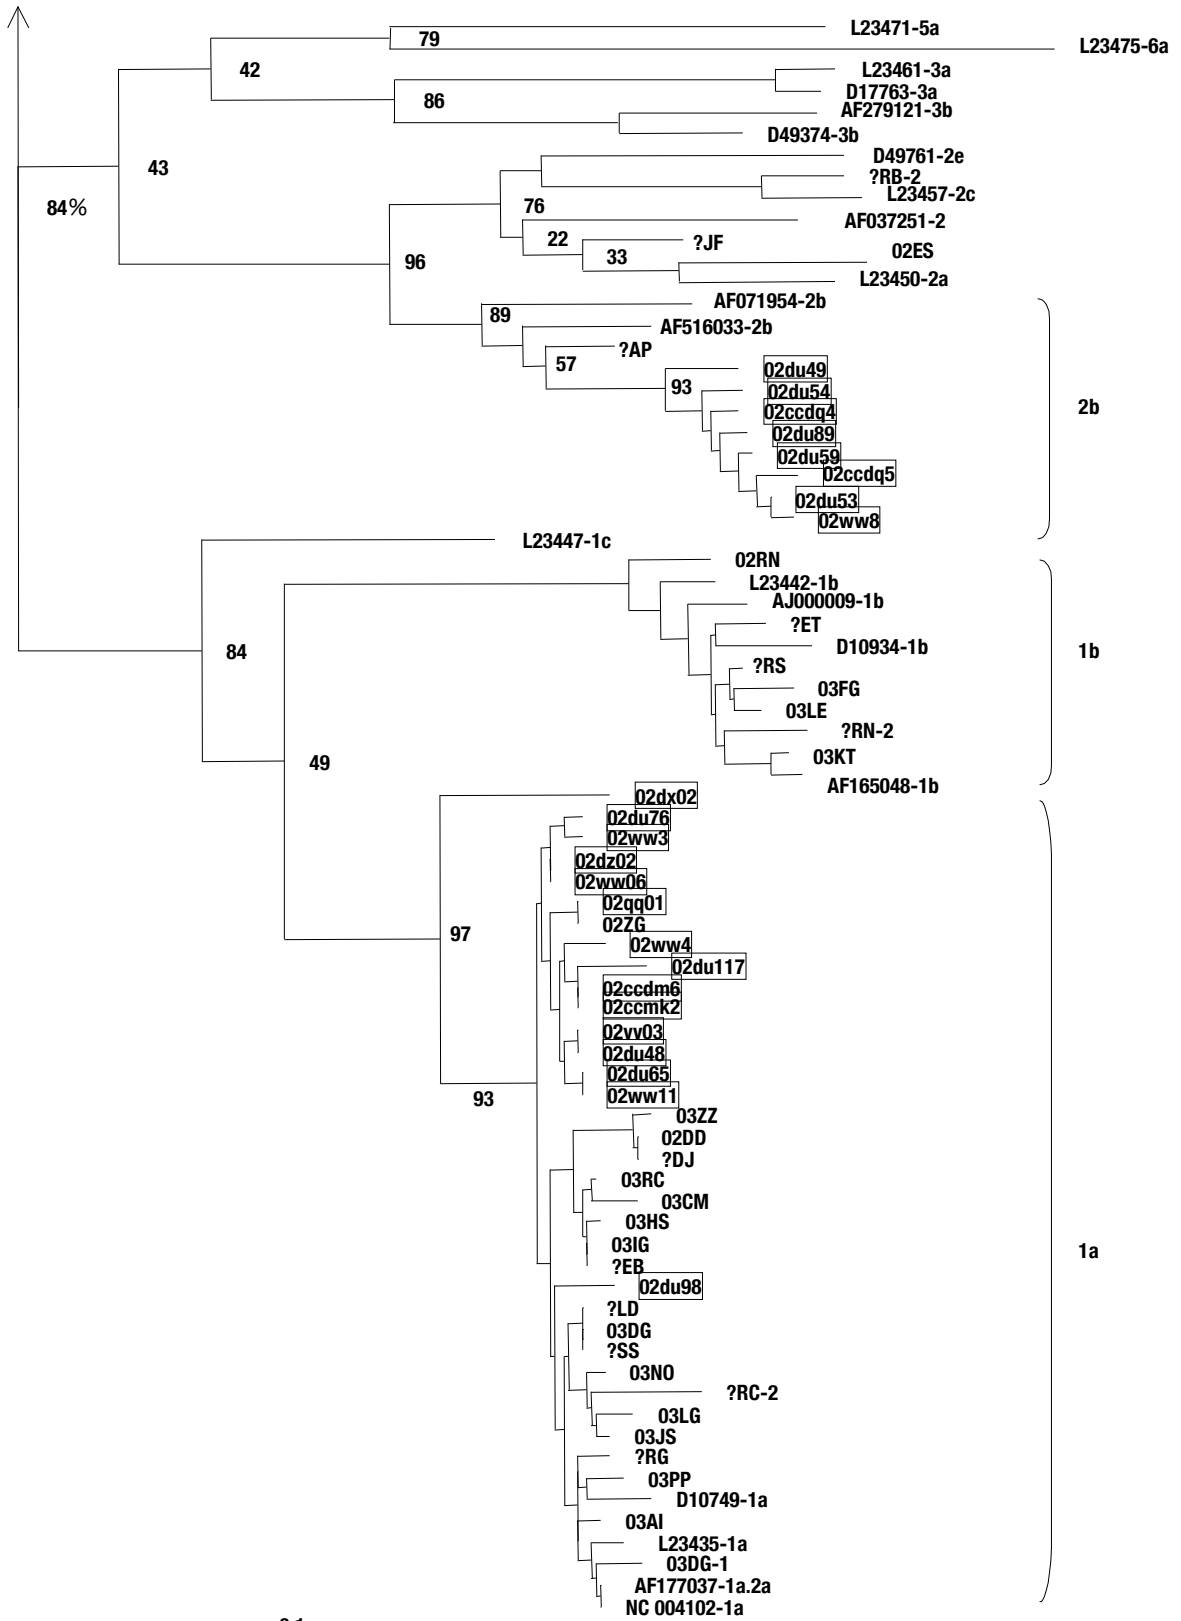 L23471-5a
79
L23475-6a
42
L23461-3a
D17763-3a
86
AF279121-3b
D49374-3b
D49761-2e
43
?RB-2
L23457-2c
84%
76
AF037251-2
22
?JF
33
02ES
96
L23450-2a
AF071954-2b
89
AF516033-2b
?AP
57
02du49
93
02du54
2b
02ccdq4
02du89
02du59
02ccdq5
02du53
02ww8
L23447-1c
02RN
L23442-1b
AJ000009-1b
?ET
D10934-1b
84
1b
?RS
03FG
03LE
?RN-2
03KT
49
AF165048-1b
02dx02
02du76
02ww3
02dz02
02ww06
02qq01
02ZG
97
02ww4
02du117
02ccdm6
02ccmk2
02vv03
02du48
02du65
02ww11
93
03ZZ
02DD
?DJ
03RC
03CM
03HS
03IG
1a
?EB
02du98
?LD
03DG
?SS
03NO
?RC-2
03LG
03JS
?RG
03PP
D10749-1a
03AI
L23435-1a
03DG-1
AF177037-1a.2a
NC 004102-1a